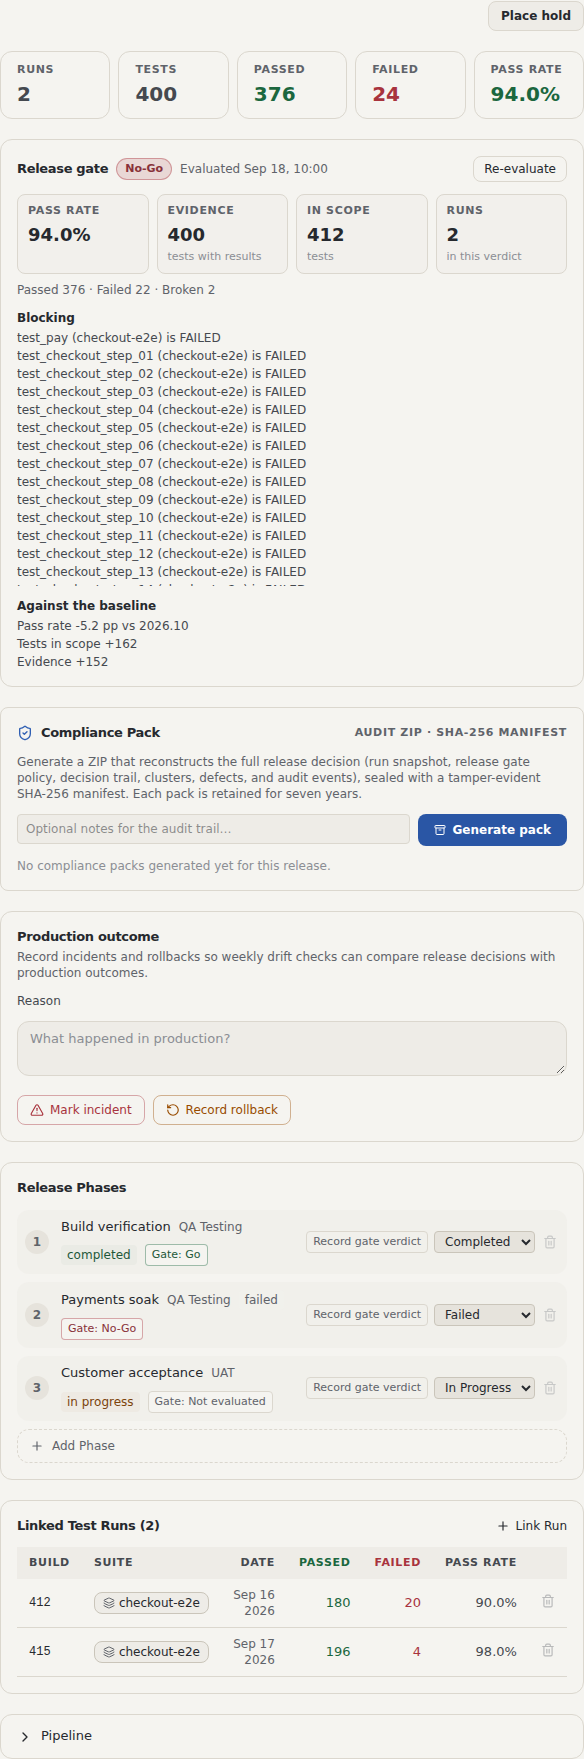 Place hold
RUNS
2
TESTS
400
PASSED
376
FAILED
24
PASS RATE
94.0%
Release gate No-Go Evaluated Sep 18, 10:00 Re-evaluate
PASS RATE
94.0%
EVIDENCE
400
tests with results
IN SCOPE
412
tests
RUNS
2
in this verdict
Passed 376 · Failed 22 · Broken 2
Blocking
test_pay (checkout-e2e) is FAILED
test_checkout_step_01 (checkout-e2e) is FAILED
test_checkout_step_02 (checkout-e2e) is FAILED
test_checkout_step_03 (checkout-e2e) is FAILED
test_checkout_step_04 (checkout-e2e) is FAILED
test_checkout_step_05 (checkout-e2e) is FAILED
test_checkout_step_06 (checkout-e2e) is FAILED
test_checkout_step_07 (checkout-e2e) is FAILED
test_checkout_step_08 (checkout-e2e) is FAILED
test_checkout_step_09 (checkout-e2e) is FAILED
test_checkout_step_10 (checkout-e2e) is FAILED
test_checkout_step_11 (checkout-e2e) is FAILED
test_checkout_step_12 (checkout-e2e) is FAILED
test_checkout_step_13 (checkout-e2e) is FAILED
Against the baseline
Pass rate -5.2 pp vs 2026.10
Tests in scope +162
Evidence +152
Compliance Pack AUDIT ZIP · SHA-256 MANIFEST
Generate a ZIP that reconstructs the full release decision (run snapshot, release gate
policy, decision trail, clusters, defects, and audit events), sealed with a tamper-evident
SHA-256 manifest. Each pack is retained for seven years.
Optional notes for the audit trail... Generate pack
No compliance packs generated yet for this release.
Production outcome
Record incidents and rollbacks so weekly drift checks can compare release decisions with
production outcomes.
Reason
What happened in production?
Mark incident Record rollback
Release Phases
1 Build verification QA Testing
completed Gate: Go
Record gate verdict Completed
2 Payments soak QA Testing failed
Gate: No-Go
Record gate verdict Failed
3 Customer acceptance UAT
in progress Gate: Not evaluated
Record gate verdict In Progress
Add Phase
Linked Test Runs (2) Link Run
BUILD SUITE DATE PASSED FAILED PASS RATE
412 checkout-e2e Sep 16 2026 180 20 90.0%
415 checkout-e2e Sep 17 2026 196 4 98.0%
Pipeline